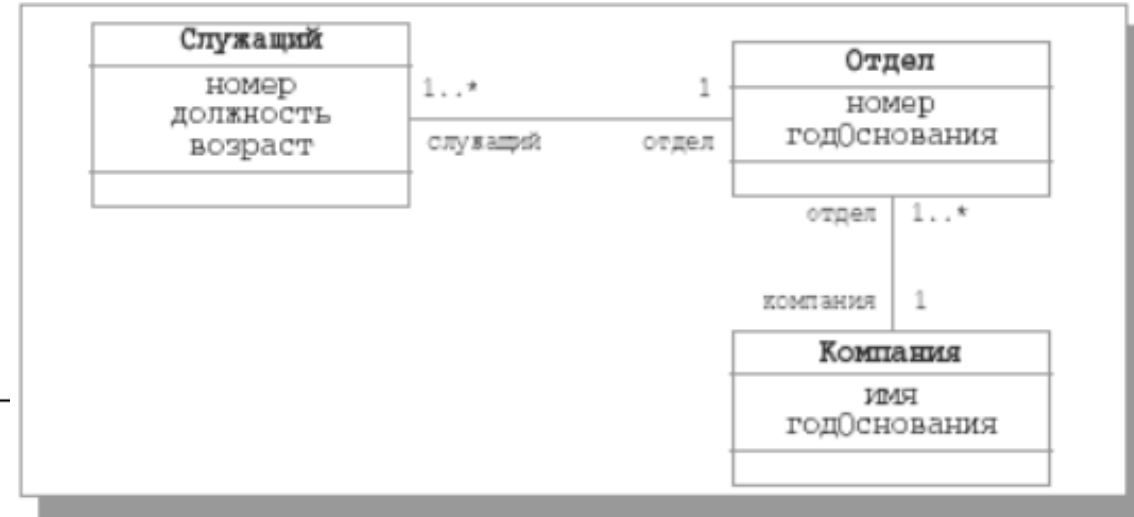 Служащий
номер
должность
возраст
1..*
1
служащий
отдел
Отдел
номер
годОснования
отдел
1..*
компания
1
Компания
имя
годОснования